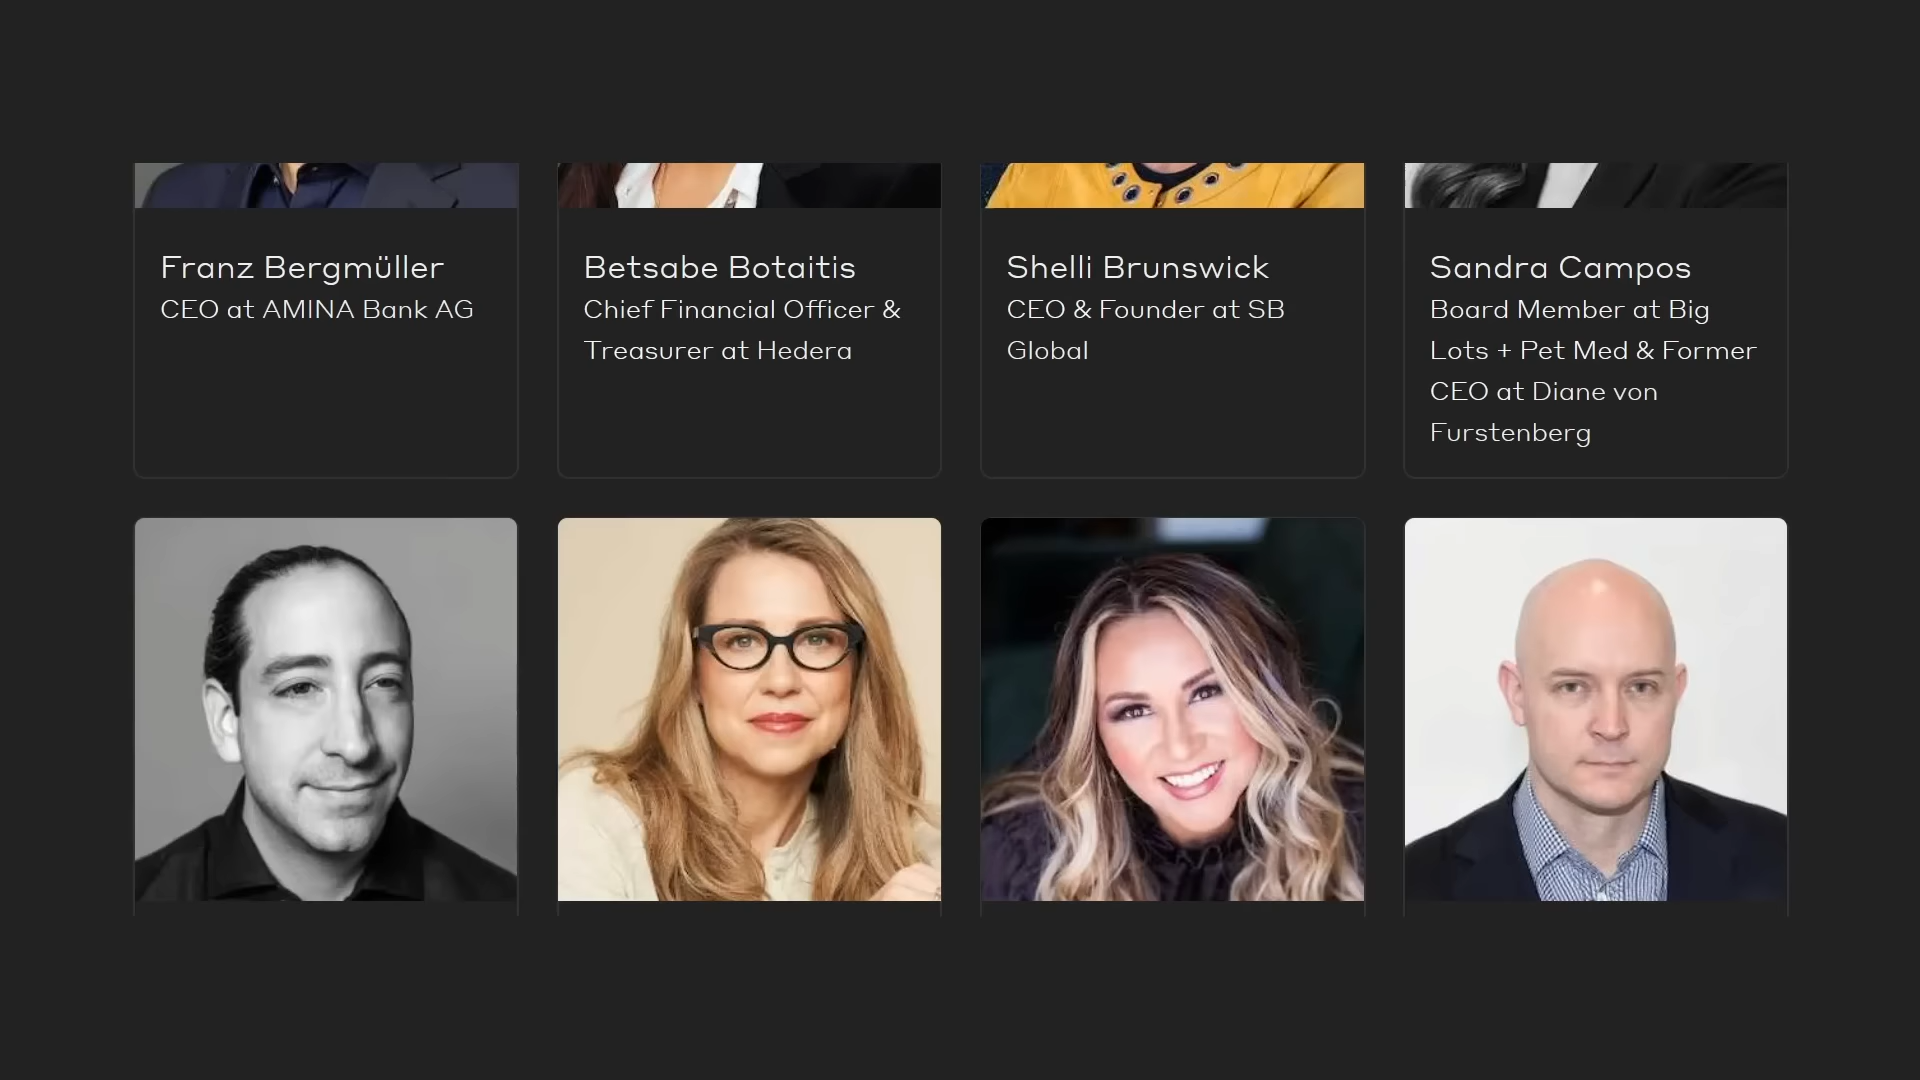 Franz Bergmüller
CEO at AMINA Bank AG
Betsabe Botaitis
Chief Financial Officer &
Treasurer at Hedera
Shelli Brunswick
CEO & Founder at SB
Global
Sandra Campos
Board Member at Big
Lots + Pet Med & Former
CEO at Diane von
Furstenberg